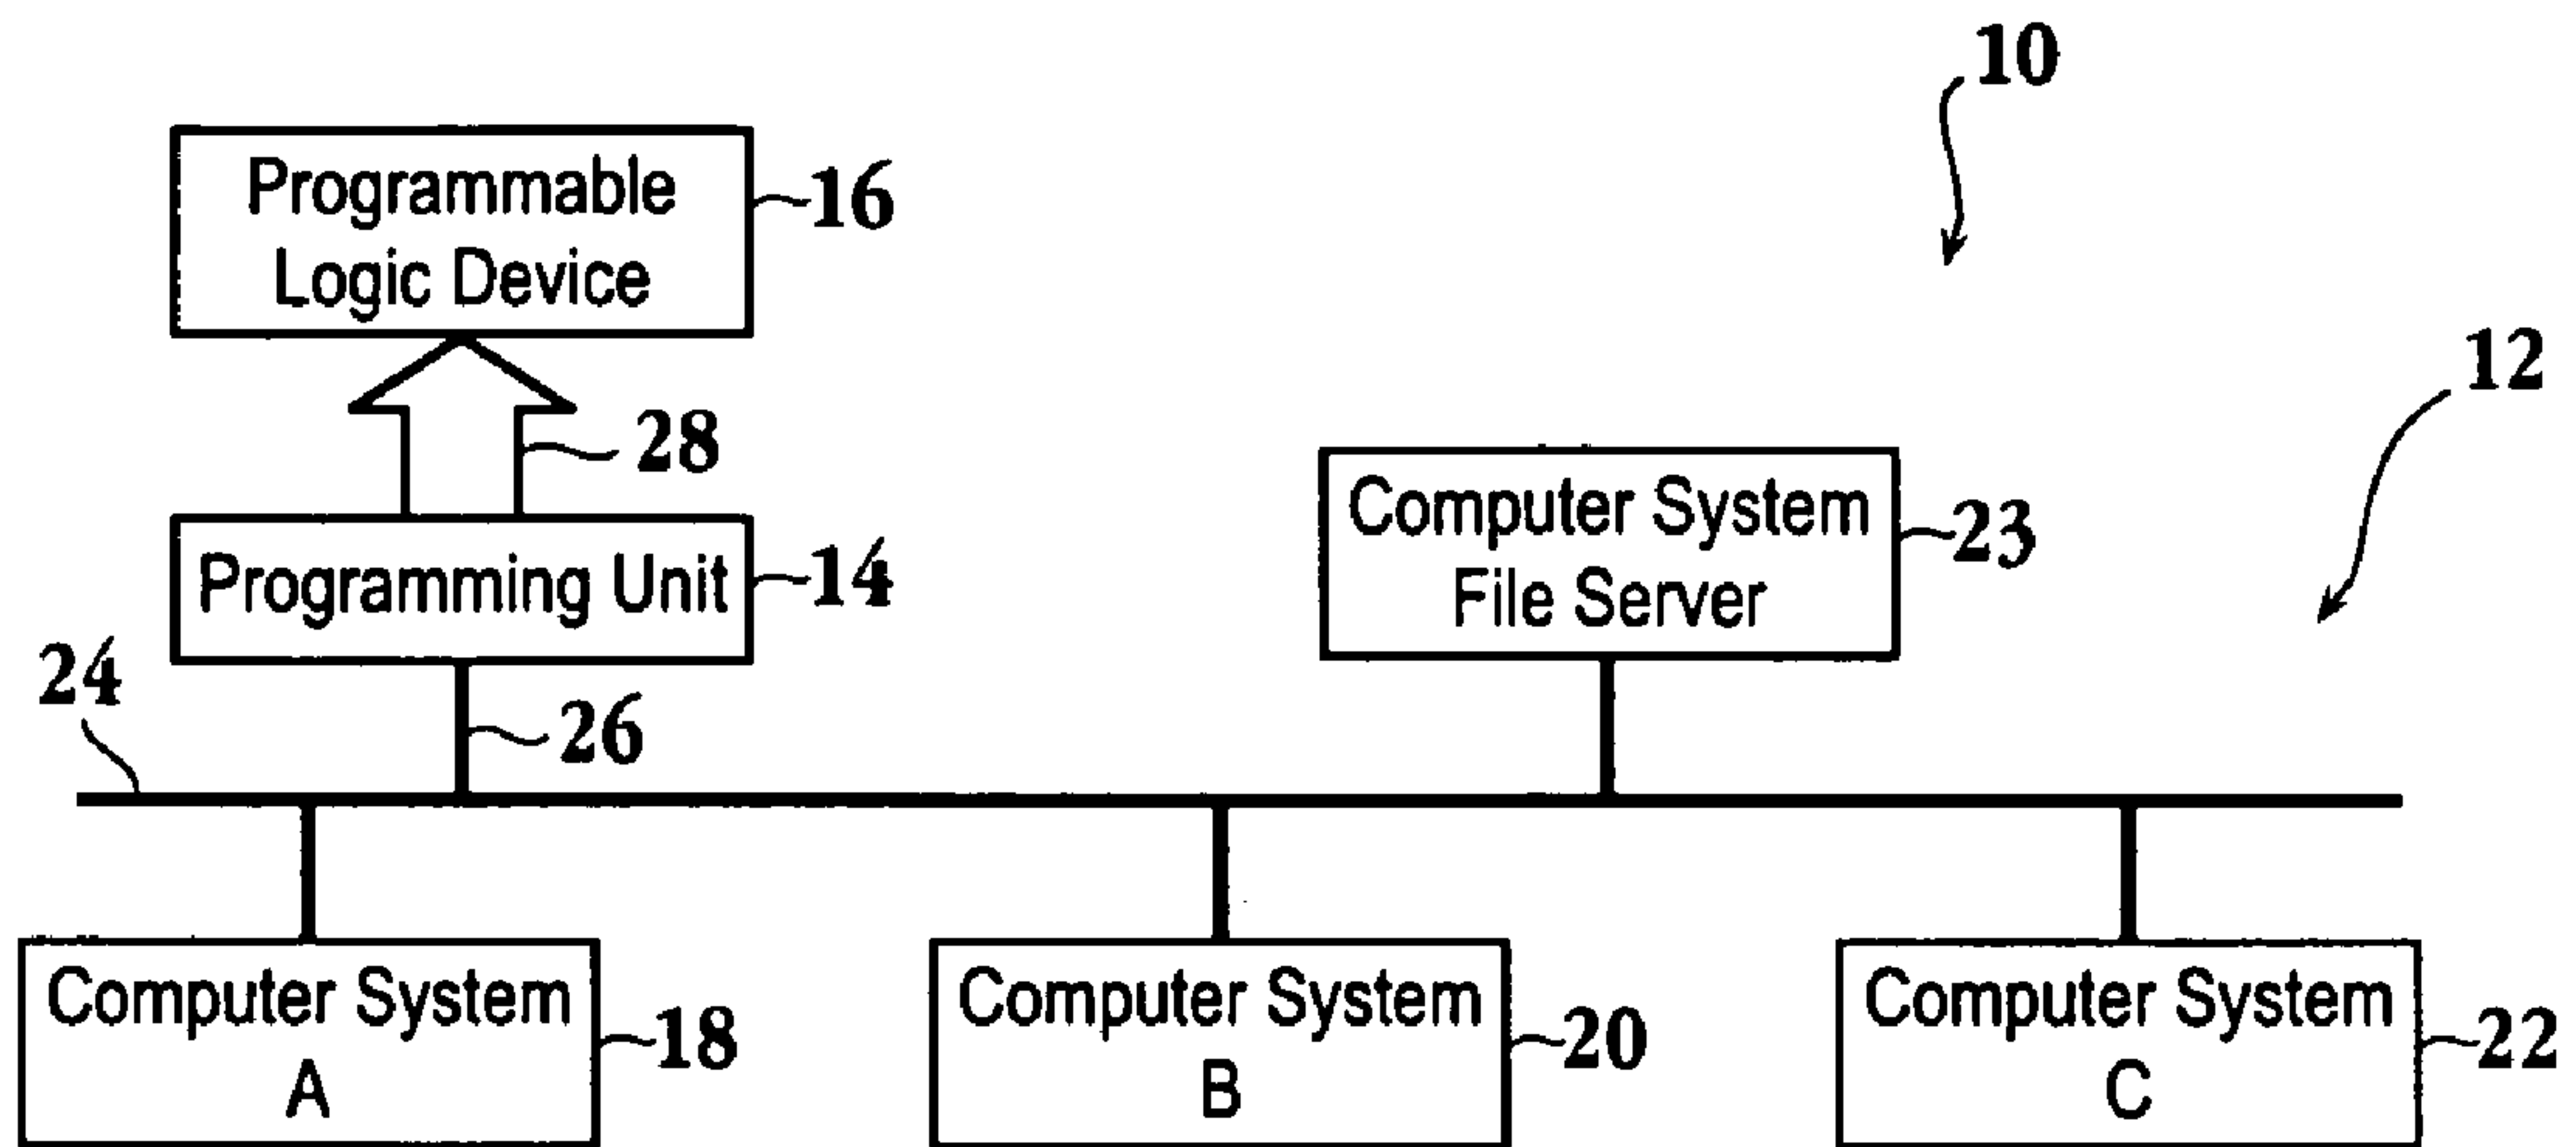 10
Programmable
Logic Device
16
12
28
Computer System
File Server
23
Programming Unit
14
24
26
Computer System
A
18
Computer System
B
20
Computer System
C
22